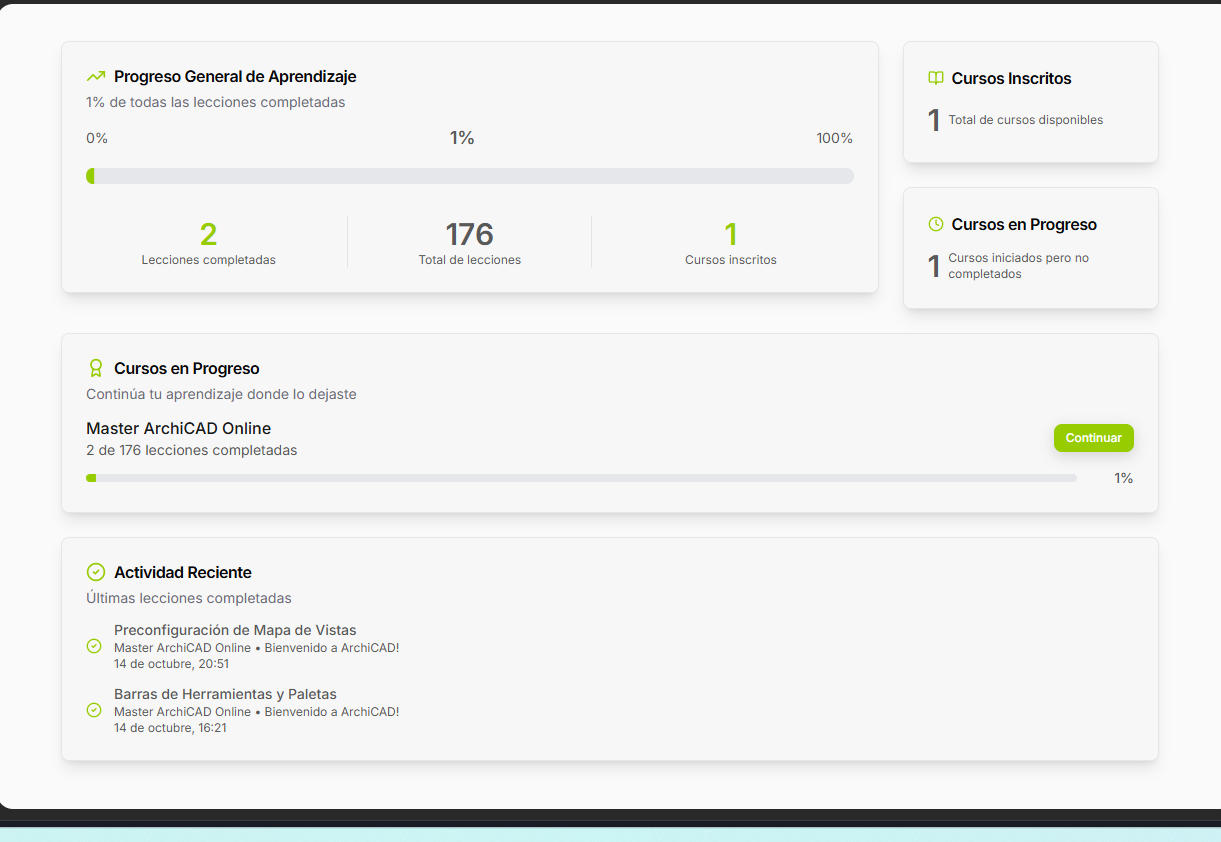 Progreso General de Aprendizaje
1% de todas las lecciones completadas
0%
1%
100%
2
Lecciones completadas
176
Total de lecciones
1
Cursos inscritos
Cursos Inscritos
1
Total de cursos disponibles
Cursos en Progreso
1
Cursos iniciados pero no
completados
Cursos en Progreso
Continúa tu aprendizaje donde lo dejaste
Master ArchiCAD Online
2 de 176 lecciones completadas
Continuar
1%
Actividad Reciente
Últimas lecciones completadas
Preconfiguración de Mapa de Vistas
Master ArchiCAD Online • Bienvenido a ArchiCAD!
14 de octubre, 20:51
Barras de Herramientas y Paletas
Master ArchiCAD Online • Bienvenido a ArchiCAD!
14 de octubre, 16:21